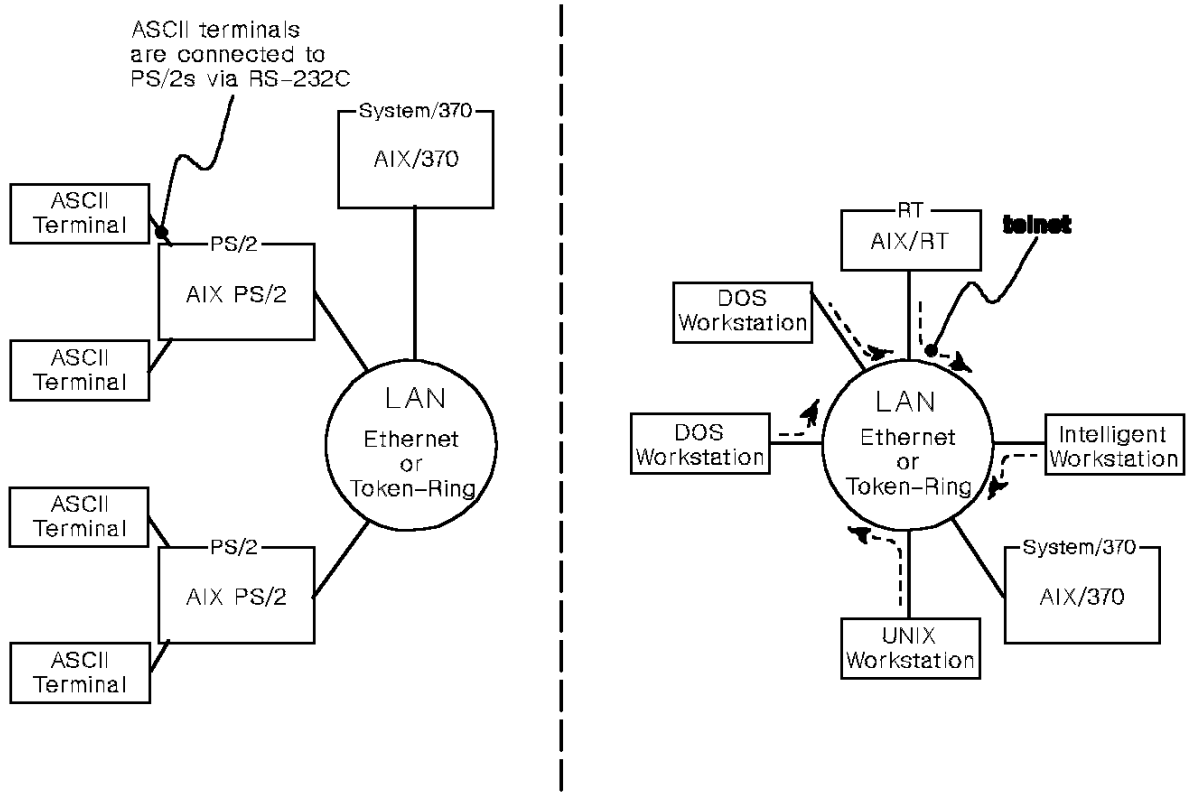 ASCII terminals
are connected to
PS/2s via RS-232C
System/370
AIX/370
ASCII
Terminal
PS/2
AIX PS/2
ASCII
Terminal
LAN
Ethernet
or
Token-Ring
ASCII
Terminal
PS/2
AIX PS/2
ASCII
Terminal
RT
AIX/RT
telnet
DOS
Workstation
DOS
Workstation
LAN
Ethernet
or
Token-Ring
Intelligent
Workstation
System/370
AIX/370
UNIX
Workstation